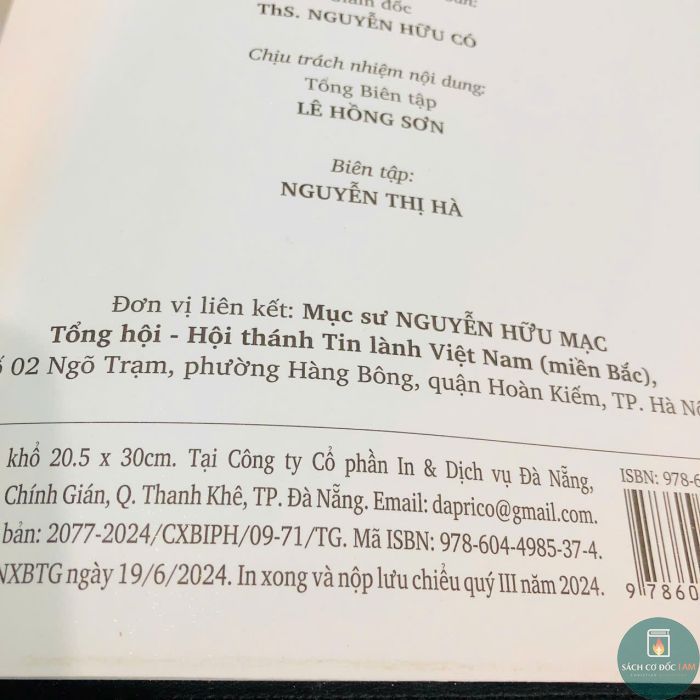 Giám đốc
ThS. NGUYỄN HỮU CÓ
Chịu trách nhiệm nội dung:
Tổng Biên tập
LÊ HỒNG SƠN
Biên tập:
NGUYỄN THỊ HÀ
Đơn vị liên kết: Mục sư NGUYỄN HỮU MẠC
Tổng hội - Hội thánh Tin lành Việt Nam (miền Bắc),
02 Ngõ Trạm, phường Hàng Bông, quận Hoàn Kiếm, TP. Hà
khổ 20.5 x 30cm. Tại Công ty Cổ phần In & Dịch vụ Đà Nẵng,
Chính Gián, Q. Thanh Khê, TP. Đà Nẵng. Email: daprico@gmail.com.
bản: 2077-2024/CXBIPH/09-71/TG. Mã ISBN: 978-604-4985-37-4.
NXBTG ngày 19/6/2024. In xong và nộp lưu chiểu quý III năm 2024.
ISBN: 978-6
9 7860
SÁCH CƠ ĐỐC | AM